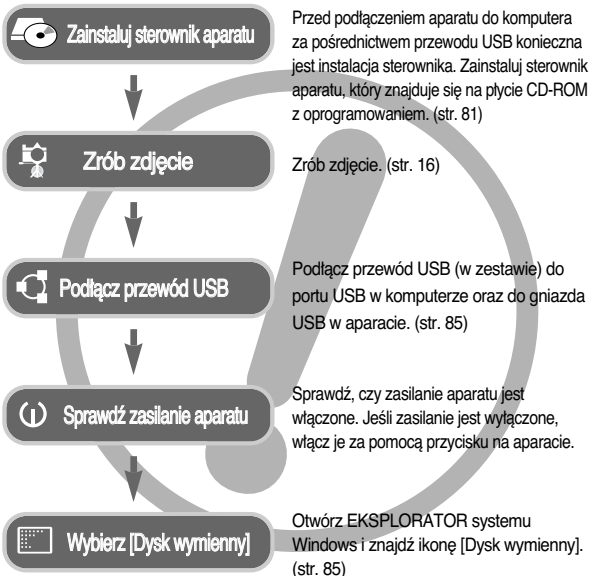 Zainstaluj sterownik aparatu
Przed podłączeniem aparatu do komputera
za pośrednictwem przewodu USB konieczna
jest instalacja sterownika. Zainstaluj sterownik
aparatu, który znajduje się na płycie CD-ROM
z oprogramowaniem. (str. 81)
Zrób zdjęcie
Zrób zdjęcie. (str. 16)
Podłącz przewód USB
Podłącz przewód USB (w zestawie) do
portu USB w komputerze oraz do gniazda
USB w aparacie. (str. 85)
Sprawdź zasilanie aparatu
Sprawdź, czy zasilanie aparatu jest
włączone. Jeśli zasilanie jest wyłączone,
włącz je za pomocą przycisku na aparacie.
Wybierz [Dysk wymienny]
Otwórz EKSPLORATOR systemu
Windows i znajdź ikonę [Dysk wymienny].
(str. 85)